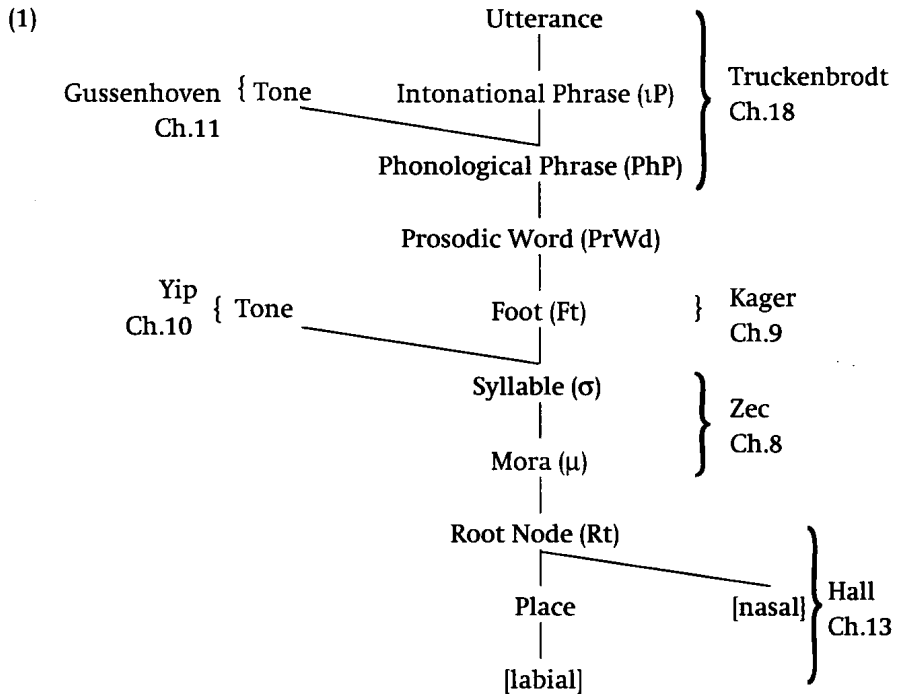 (1)
Utterance
Gussenhoven { Tone
Ch.11
Intonational Phrase (ιP)
Truckenbrodt
Ch.18
Phonological Phrase (PhP)
Prosodic Word (PrWd)
Yip
Ch.10 { Tone
Foot (Ft)
} Kager
Ch.9
Syllable (σ)
Zec
Ch.8
Mora (μ)
Root Node (Rt)
Place
[nasal]
Hall
Ch.13
[labial]